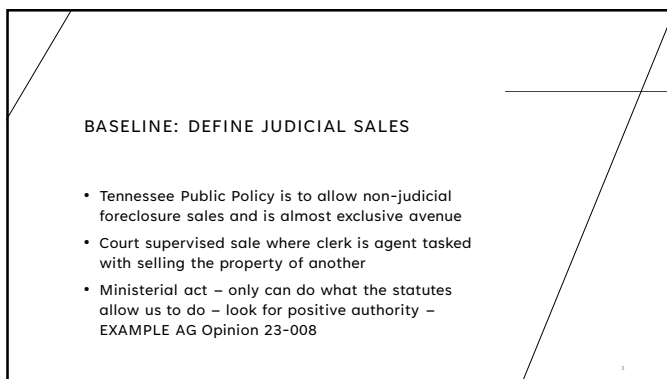 BASELINE: DEFINE JUDICIAL SALES
• Tennessee Public Policy is to allow non-judicial
foreclosure sales and is almost exclusive avenue
• Court supervised sale where clerk is agent tasked
with selling the property of another
• Ministerial act – only can do what the statutes
allow us to do – look for positive authority –
EXAMPLE AG Opinion 23-008
3